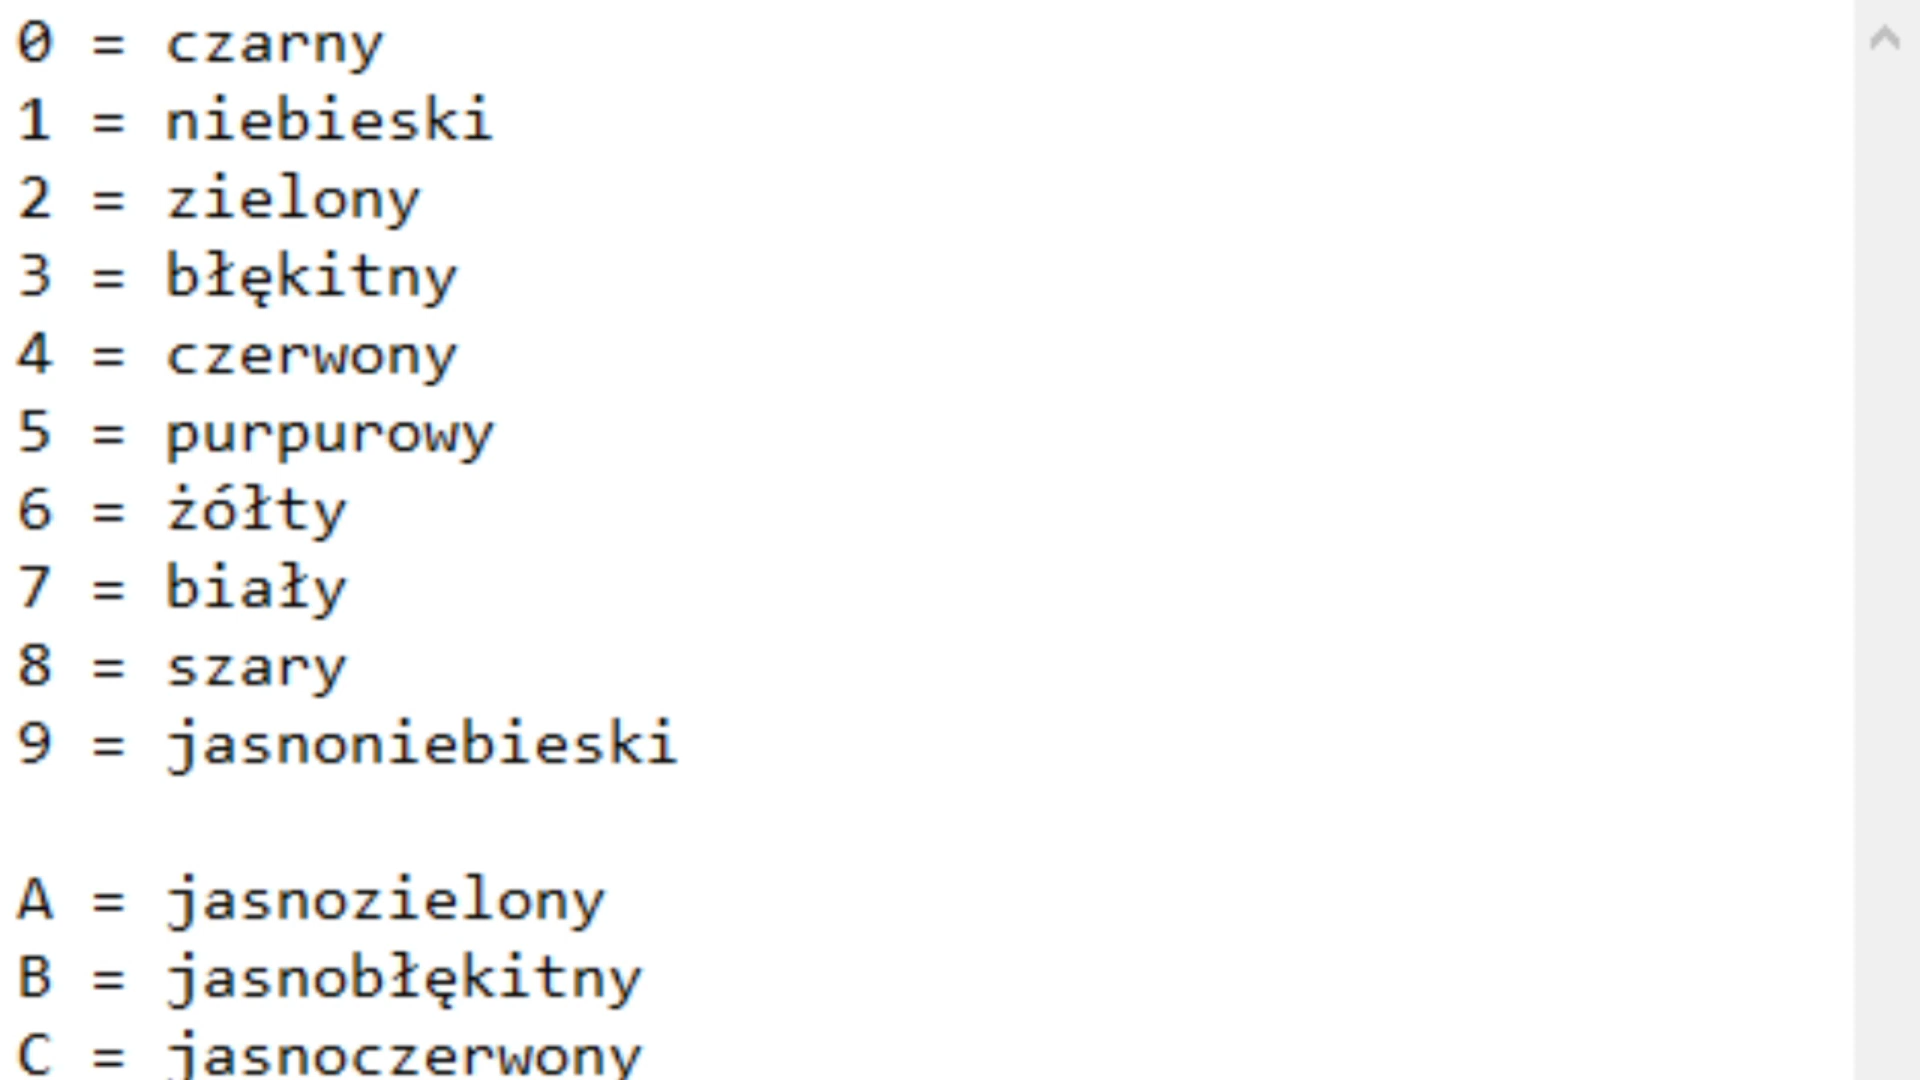 0 = czarny
1 = niebieski
2 = zielony
3 = błękitny
4 = czerwony
5 = purpurowy
6 = żółty
7 = biały
8 = szary
9 = jasnoniebieski
A = jasnozielony
B = jasnobłękitny
C = jasnoczerwony